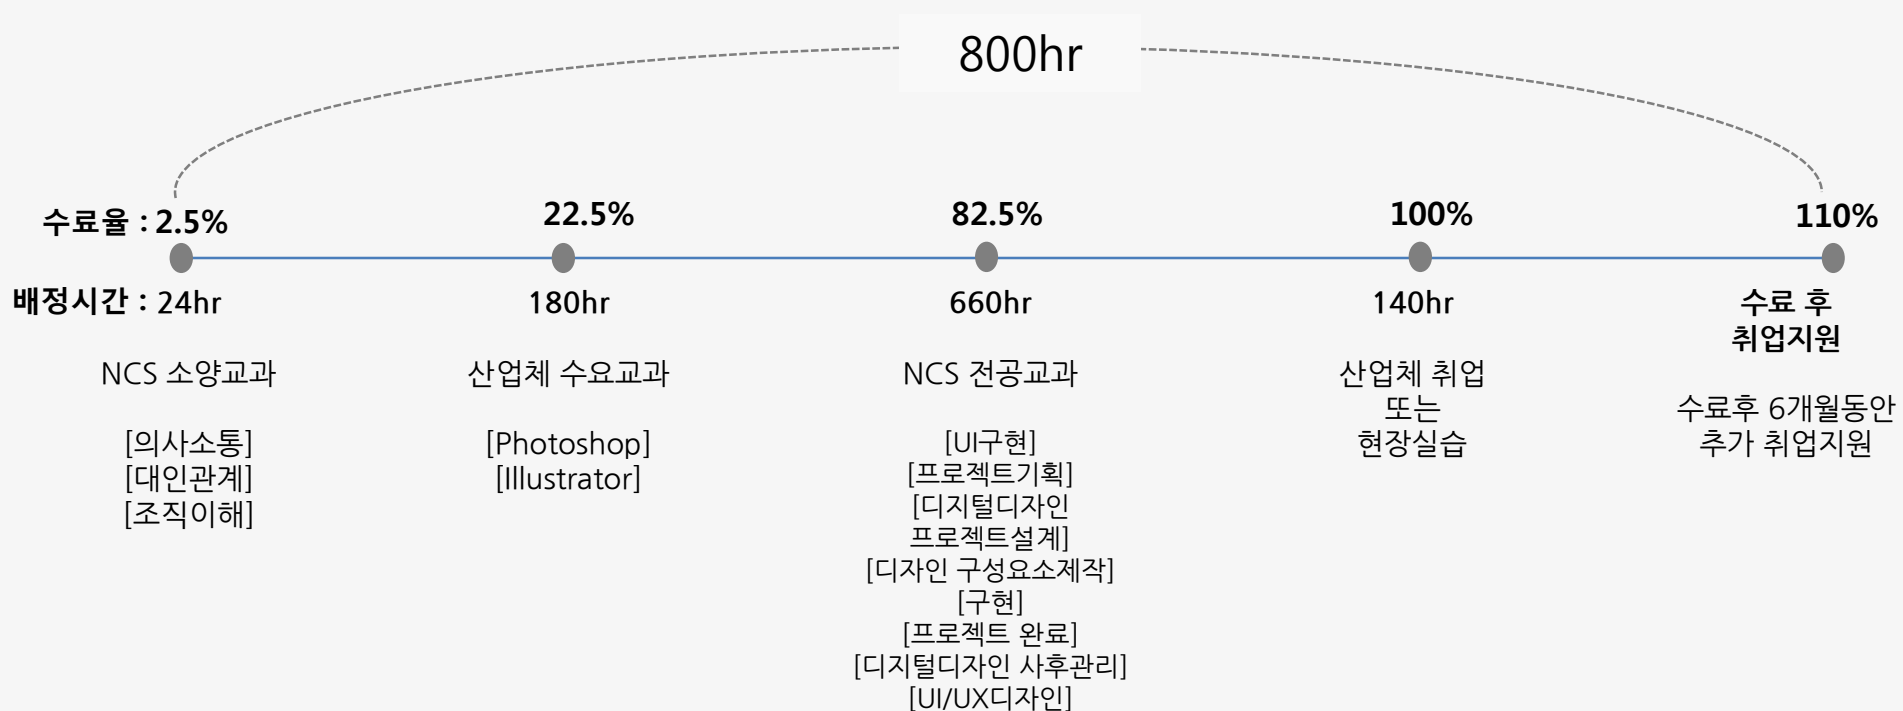 800hr
수료율 : 2.5%
22.5%
82.5%
100%
110%
배정시간 : 24hr
180hr
660hr
140hr
수료 후
취업지원
NCS 소양교과
[의사소통]
[대인관계]
[조직이해]
산업체 수요교과
[Photoshop]
[Illustrator]
NCS 전공교과
[UI구현]
[프로젝트기획]
[디지털디자인
프로젝트설계]
[디자인 구성요소제작]
[구현]
[프로젝트 완료]
[디지털디자인 사후관리]
[UI/UX디자인]
산업체 취업
또는
현장실습
수료후 6개월동안
추가 취업지원